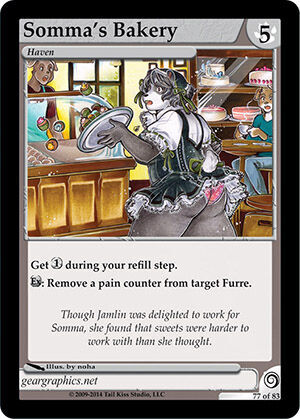 Somma's Bakery
5
Haven
Get 1 during your refill step.
: Remove a pain counter from target Furre.
Though Jamlin was delighted to work for
Somma, she found that sweets were harder to
work with than she thought.
Illus. by noha
geargraphics.net
© 2009-2014 Tail Kiss Studio, LLC
77 of 83